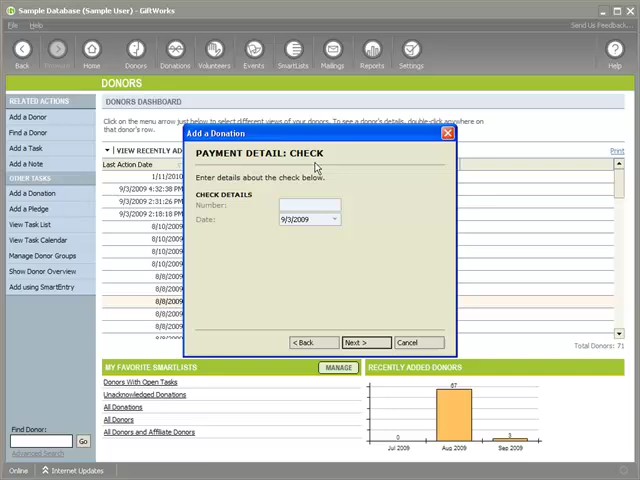 Sample Database (Sample User) - GiftWorks
File Help Send Us Feedback...
Back Home Donors Donations Volunteers Events SmartLists Mailings Reports Settings Help
DONORS
RELATED ACTIONS
Add a Donor
Find a Donor
Add a Task
Add a Note
OTHER TASKS
Add a Donation
Add a Pledge
View Task List
View Task Calendar
Manage Donor Groups
Show Donor Overview
Add using SmartEntry
Find Donor:
Go
Advanced Search
DONORS DASHBOARD
Click on the menu arrow just below to select different views of your donors. To see a donor's details, double-click anywhere on
that donor's row.
VIEW RECENTLY AD
Print
Last Action Date
1/11/2010
9/3/2009 4:32:38 PM
9/3/2009 2:31:26 PM
9/3/2009 2:18:18 PM
8/10/2009
8/10/2009
8/10/2009
8/8/2009
8/8/2009
8/8/2009
8/8/2009
8/8/2009
Total Donors: 71
Add a Donation
PAYMENT DETAIL: CHECK
Enter details about the check below.
CHECK DETAILS
Number:
Date: 9/3/2009
< Back Next > Cancel
MY FAVORITE SMARTLISTS
MANAGE
Donors With Open Tasks
Unacknowledged Donations
All Donations
All Donors
All Donors and Affiliate Donors
RECENTLY ADDED DONORS
0 67 3
Jul 2009 Aug 2009 Sep 2009
Online Internet Updates